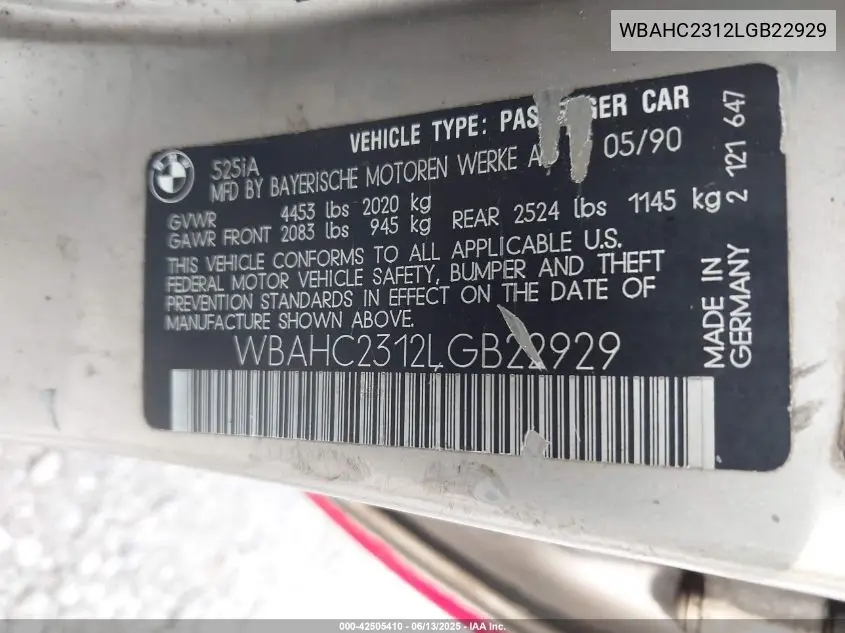 WBAHC2312LGB22929
VEHICLE TYPE: CAR
525iA
MFD BY BAYERISCHE MOTOREN WERKE 05/90
GVWR 4453 lbs 2020 kg
GAWR FRONT 2083 lbs 945 kg REAR 2524 lbs 1145 kg
THIS VEHICLE CONFORMS TO ALL APPLICABLE U.S.
FEDERAL MOTOR VEHICLE SAFETY, BUMPER AND THEFT
PREVENTION STANDARDS IN EFFECT ON THE DATE OF
MANUFACTURE SHOWN ABOVE.
WBAHC2312LGB22929
2 121 647
MADE IN
GERMANY
BMW
000-42505410 - 06/13/2025 - IAA Inc.